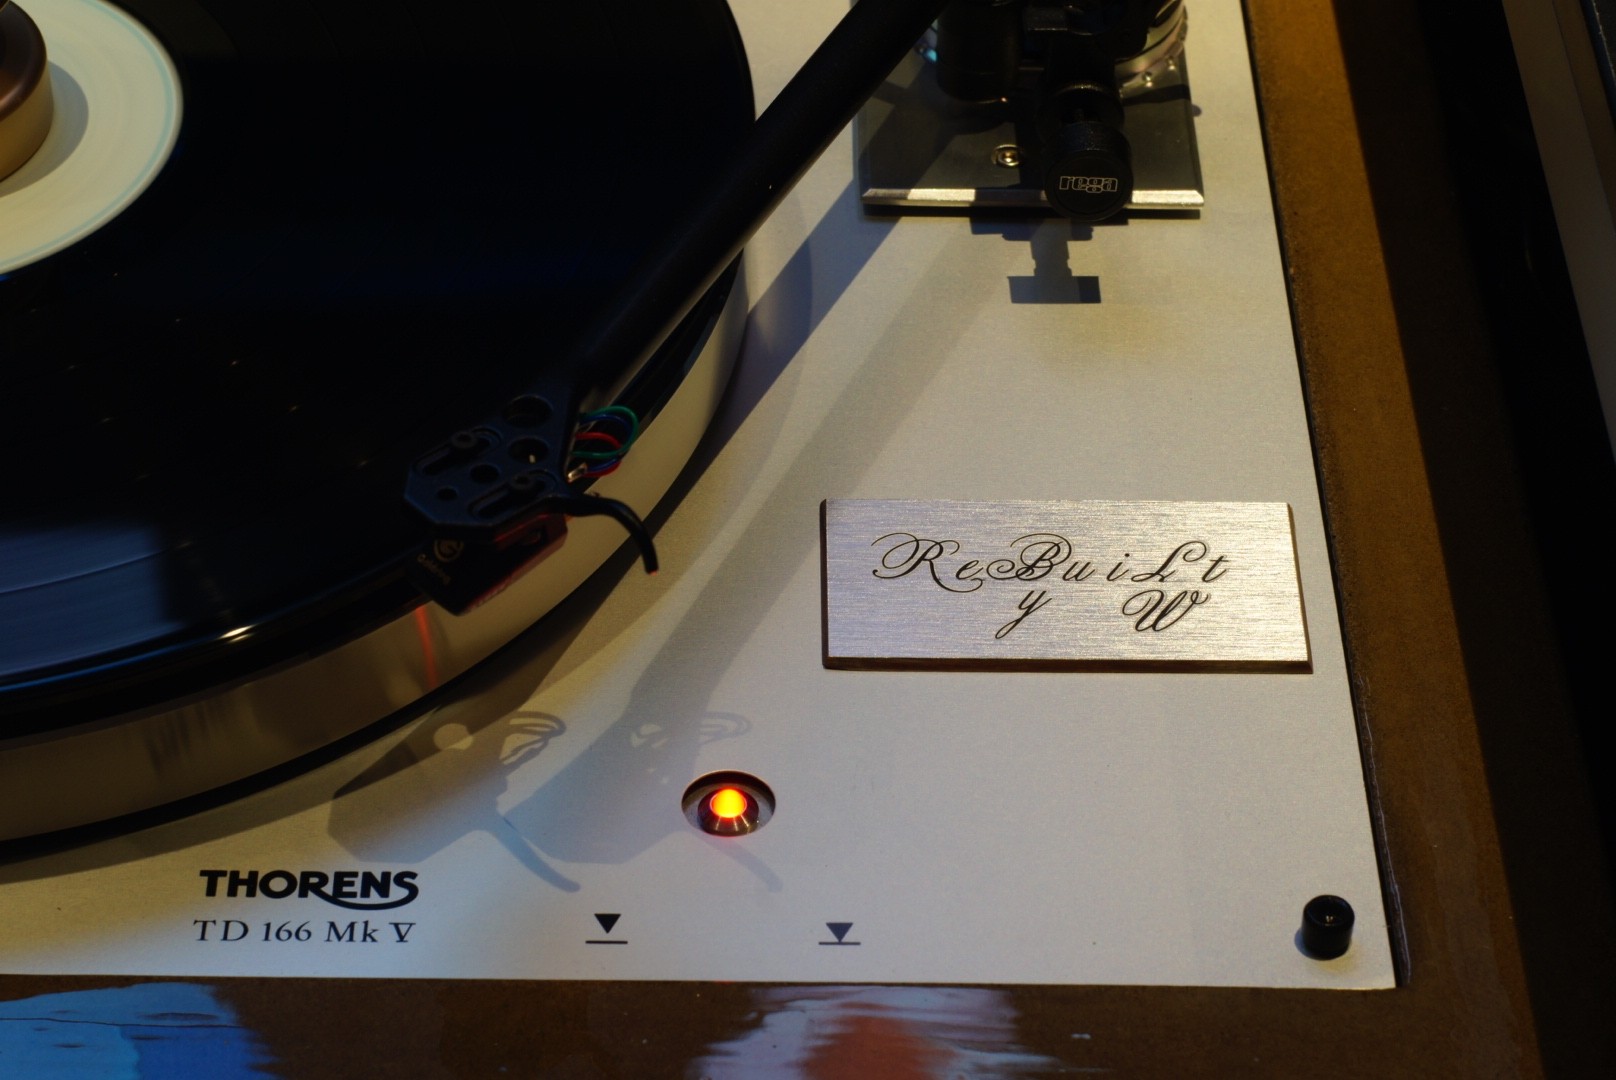 rega
ReBuiLt
y W
THORENS
TD 166 Mk V